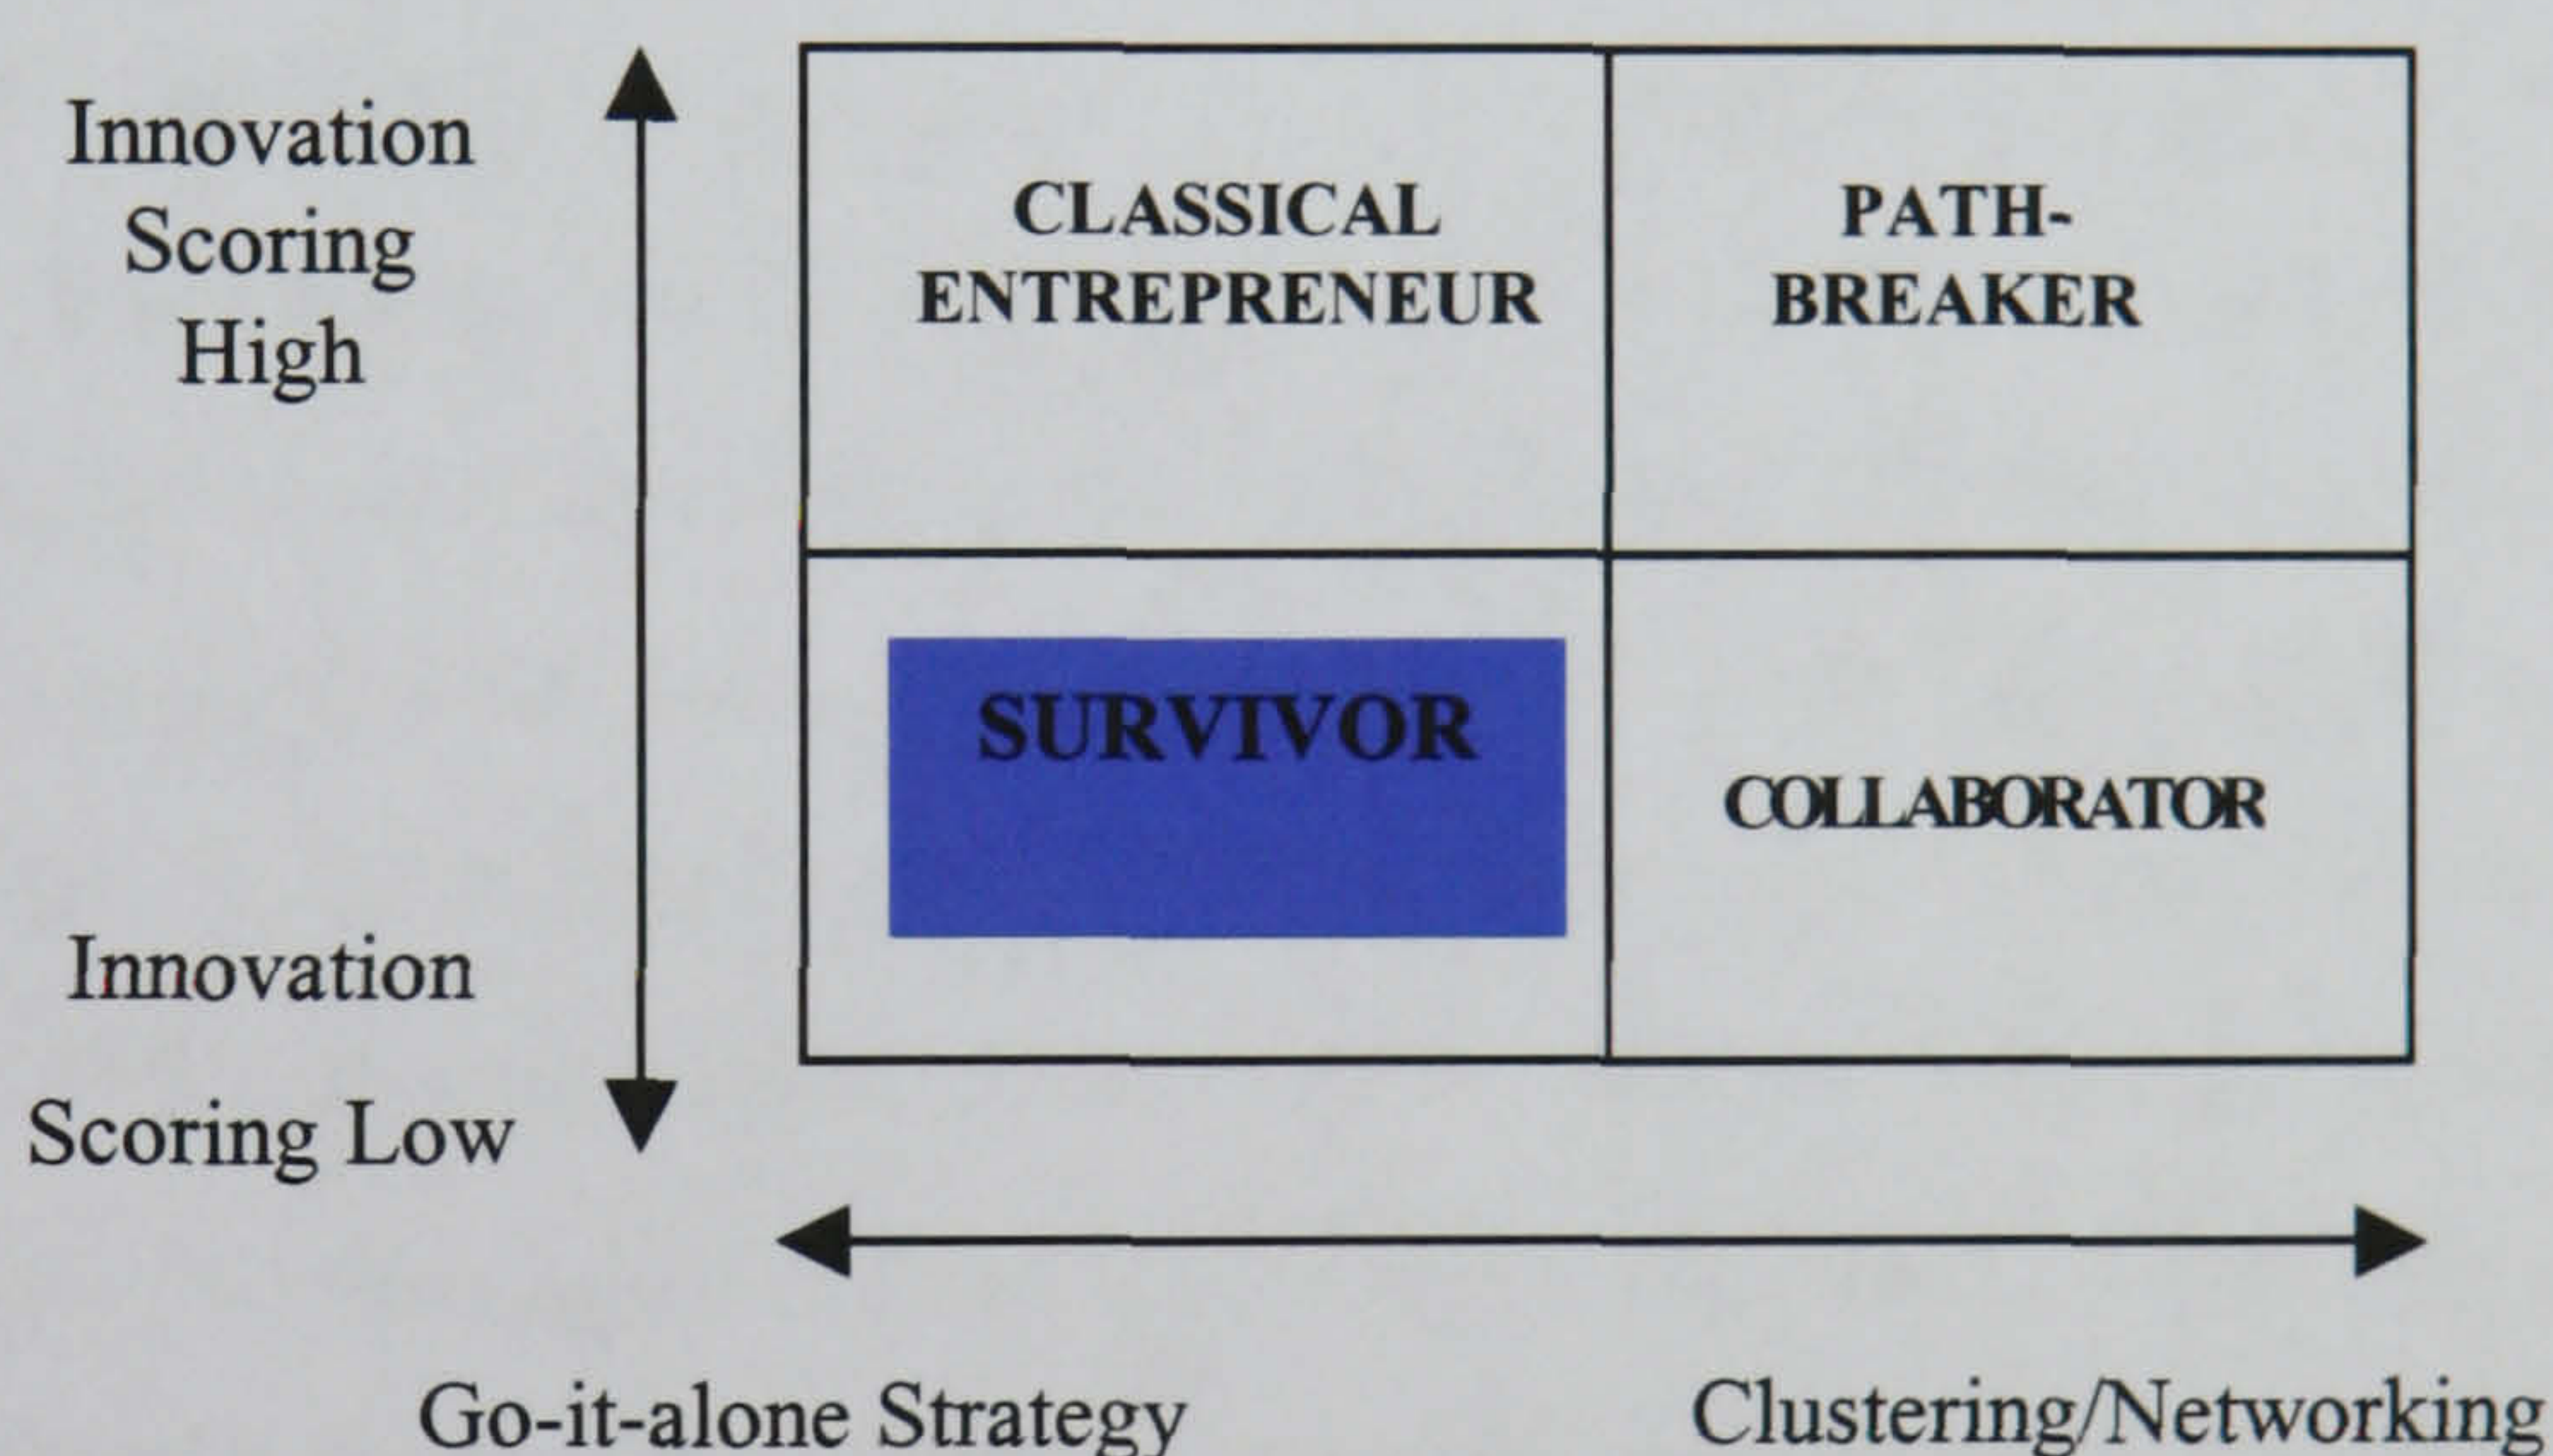 Innovation
Scoring
High
CLASSICAL
ENTREPRENEUR
PATH-
BREAKER
SURVIVOR
COLLABORATOR
Innovation
Scoring Low
Go-it-alone Strategy
Clustering/Networking